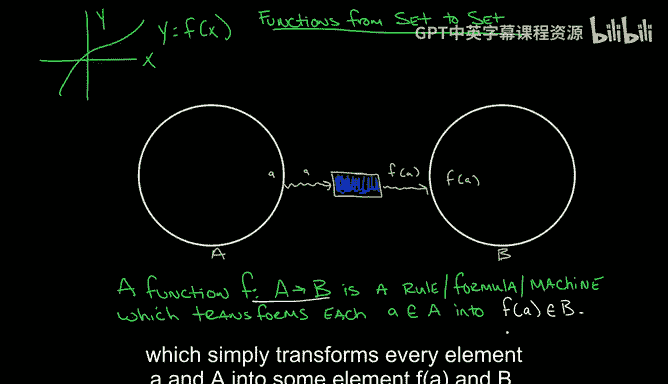 Functions from Set to Set
GPT中英字幕课程资源 bilibili
Y
y=f(x)
X
a
a
f(a)
f(a)
A
B
A function f: A→B is A RULE/FORMULA/MACHINE
which TRANSFORMS EACH a∈A into f(a)∈B.
which simply transforms every element
a and A into some element f(a) and B